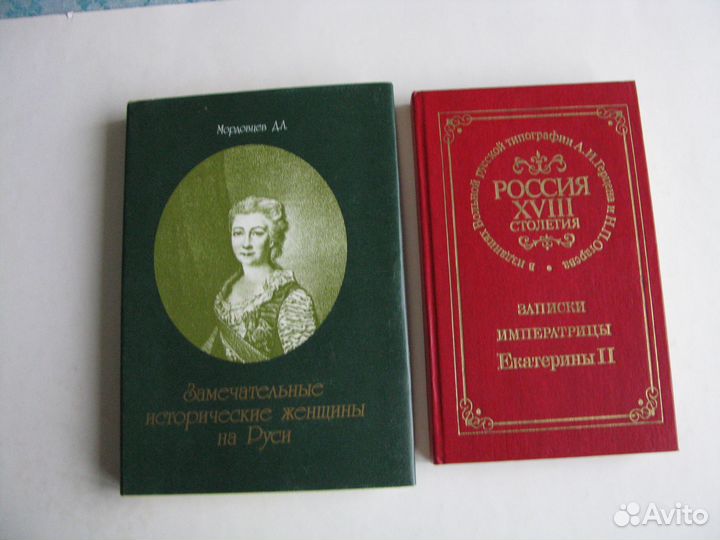 Мордовцев Д.Л.
Замечательные
исторические женщины
на Руси
в изданиях Вольной русской типографии А.И.Герцена и Н.П.Огарева
РОССИЯ
XVIII
СТОЛЕТИЯ
ЗАПИСКИ
ИМПЕРАТРИЦЫ
Екатерины II
Avito